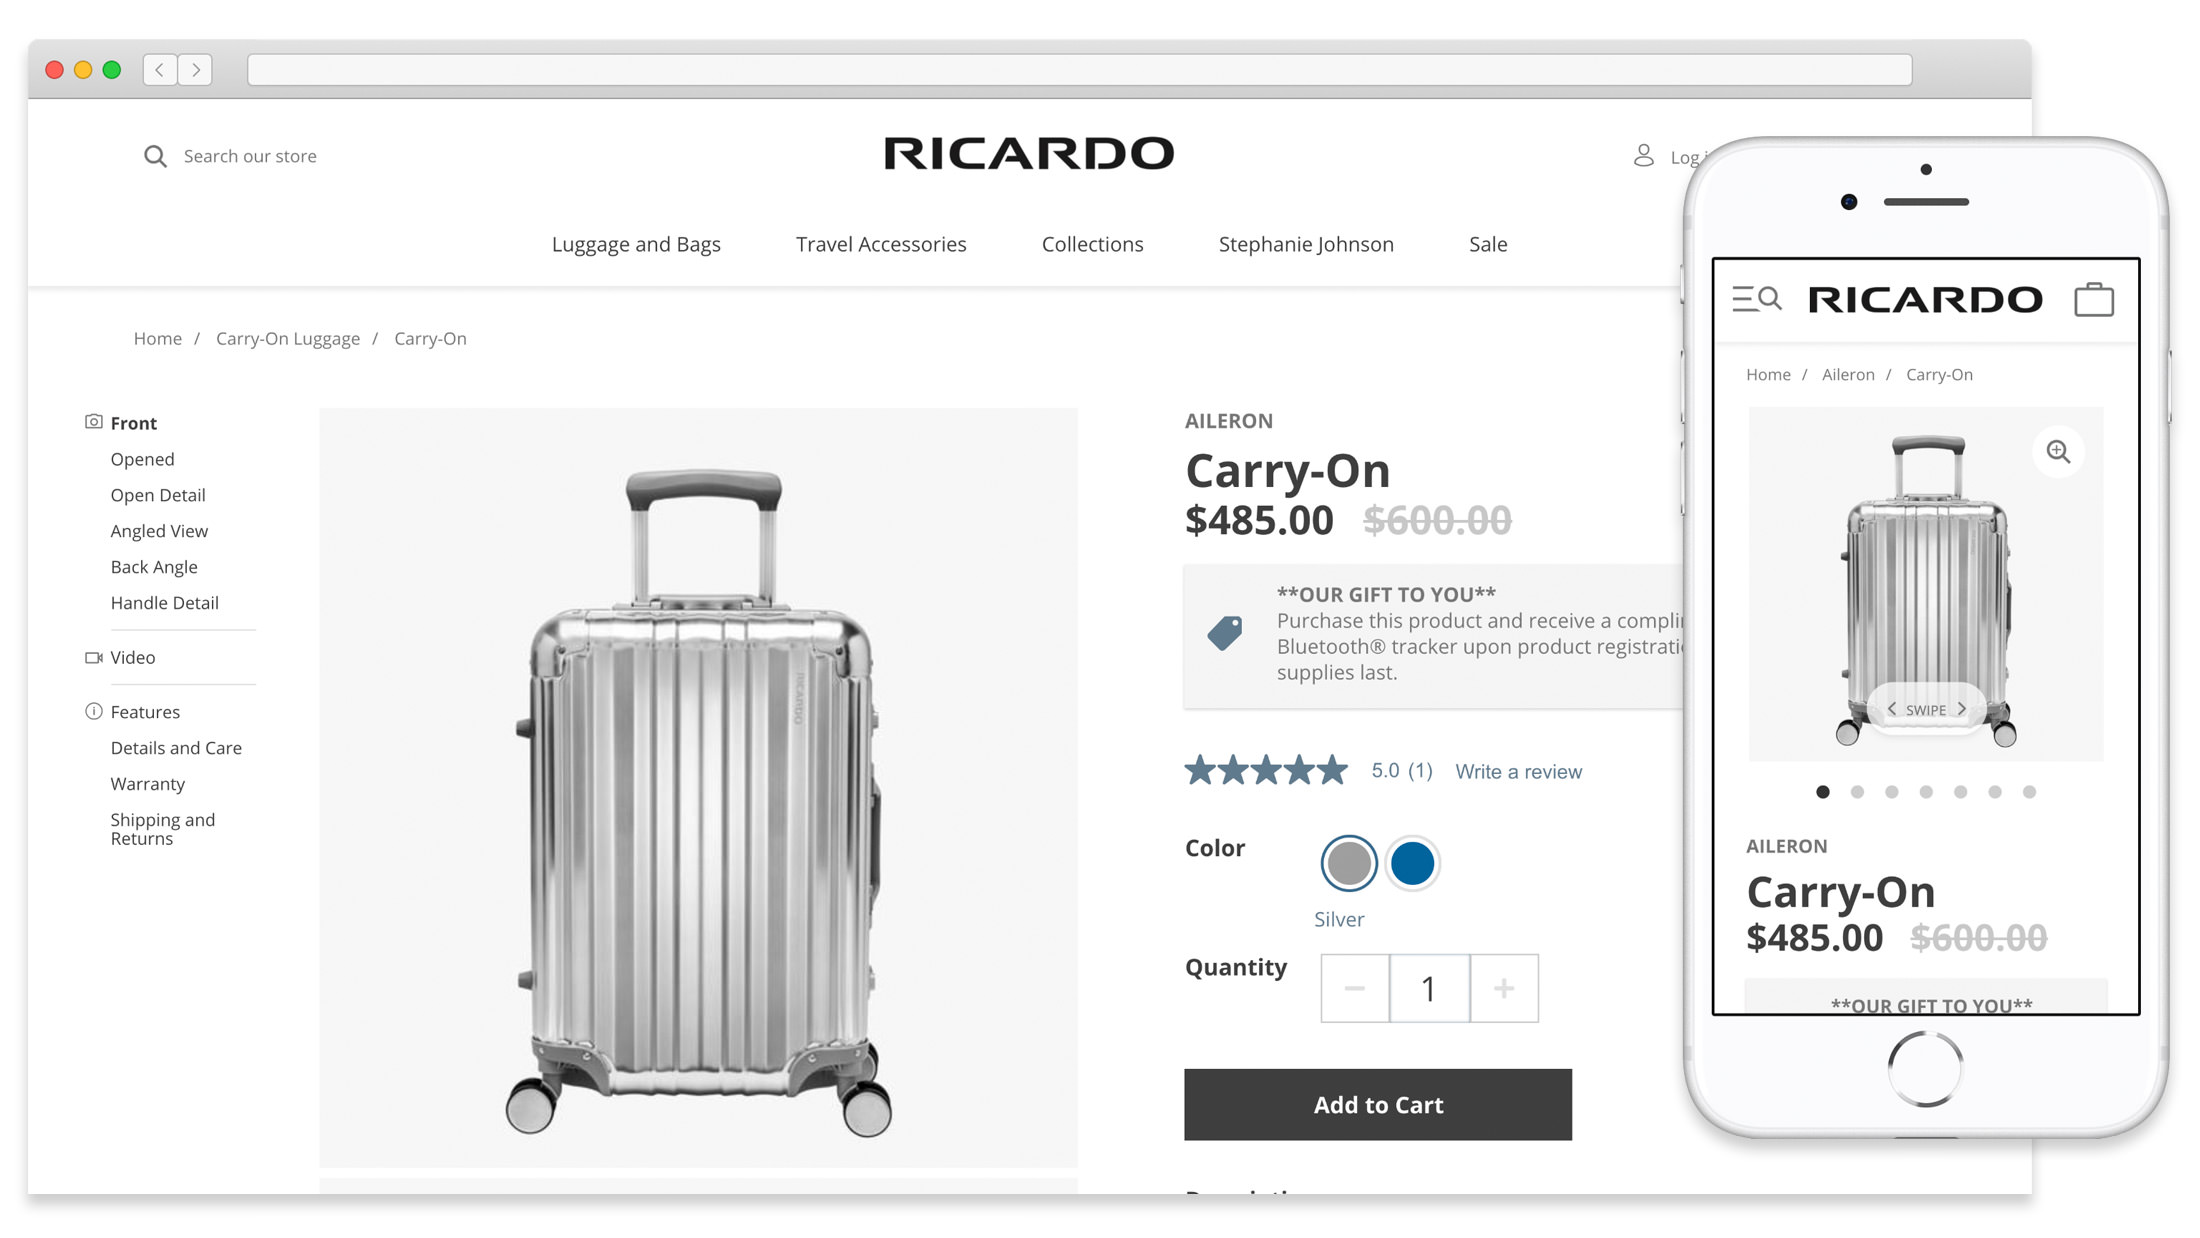 Search our store
RICARDO
Log
Luggage and Bags
Travel Accessories
Collections
Stephanie Johnson
Sale
Home / Carry-On Luggage / Carry-On
Front
Opened
Open Detail
Angled View
Back Angle
Handle Detail
Video
Features
Details and Care
Warranty
Shipping and
Returns
RICARDO
AILERON
Carry-On
$485.00 $600.00
**OUR GIFT TO YOU**
Purchase this product and receive a compli
Bluetooth® tracker upon product registrati
supplies last.
5.0 (1) Write a review
Color
Silver
Quantity
− 1 +
Add to Cart
RICARDO
Home / Aileron / Carry-On
< SWIPE >
AILERON
Carry-On
$485.00 $600.00
**OUR GIFT TO YOU**